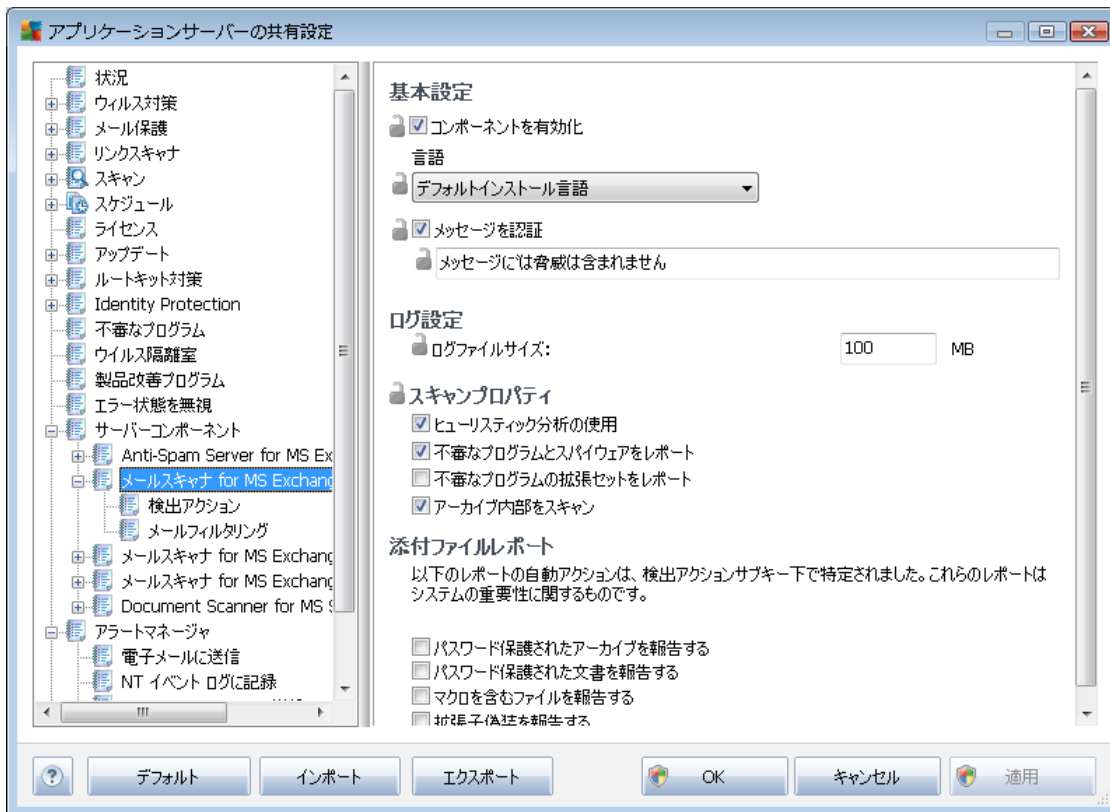 アプリケーションサーバーの共有設定
状況
ウィルス対策
メール保護
リンクスキャナ
スキャン
スケジュール
ライセンス
アップデート
ルートキット対策
Identity Protection
不審なプログラム
ウイルス隔離室
製品改善プログラム
エラー状態を無視
サーバーコンポーネント
Anti-Spam Server for MS Ex
メールスキャナ for MS Exchang
検出アクション
メールフィルタリング
メールスキャナ for MS Exchang
メールスキャナ for MS Exchang
Document Scanner for MS S
アラートマネージャ
電子メールに送信
NT イベント ログに記録
基本設定
コンポーネントを有効化
言語
デフォルトインストール言語
メッセージを認証
メッセージには脅威は含まれません
ログ設定
ログファイルサイズ:
100 MB
スキャンプロパティ
ヒューリスティック分析の使用
不審なプログラムとスパイウェアをレポート
不審なプログラムの拡張セットをレポート
アーカイブ内部をスキャン
添付ファイルレポート
以下のレポートの自動アクションは、検出アクションサブキー下で特定されました。これらのレポートは
システムの重要性に関するものです。
パスワード保護されたアーカイブを報告する
パスワード保護された文書を報告する
マクロを含むファイルを報告する
拡張子偽装を報告する
? デフォルト インポート エクスポート OK キャンセル 適用